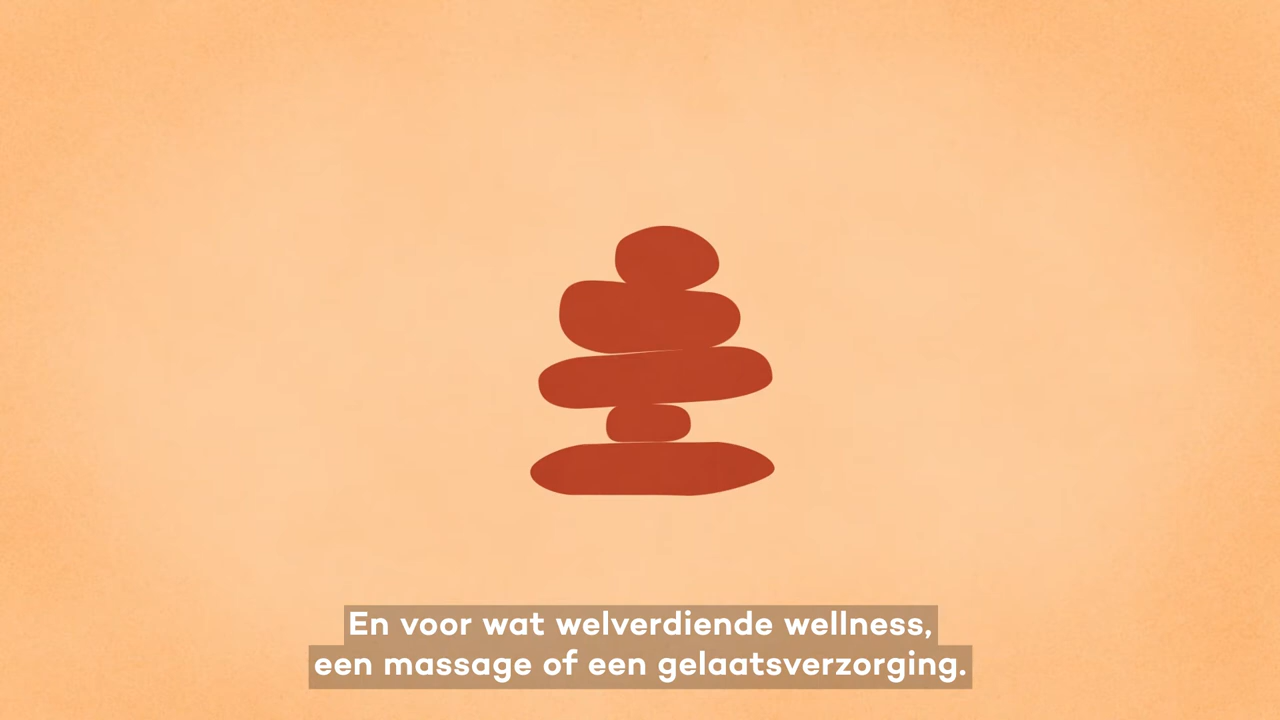 En voor wat welverdiende wellness,
een massage of een gelaatsverzorging.